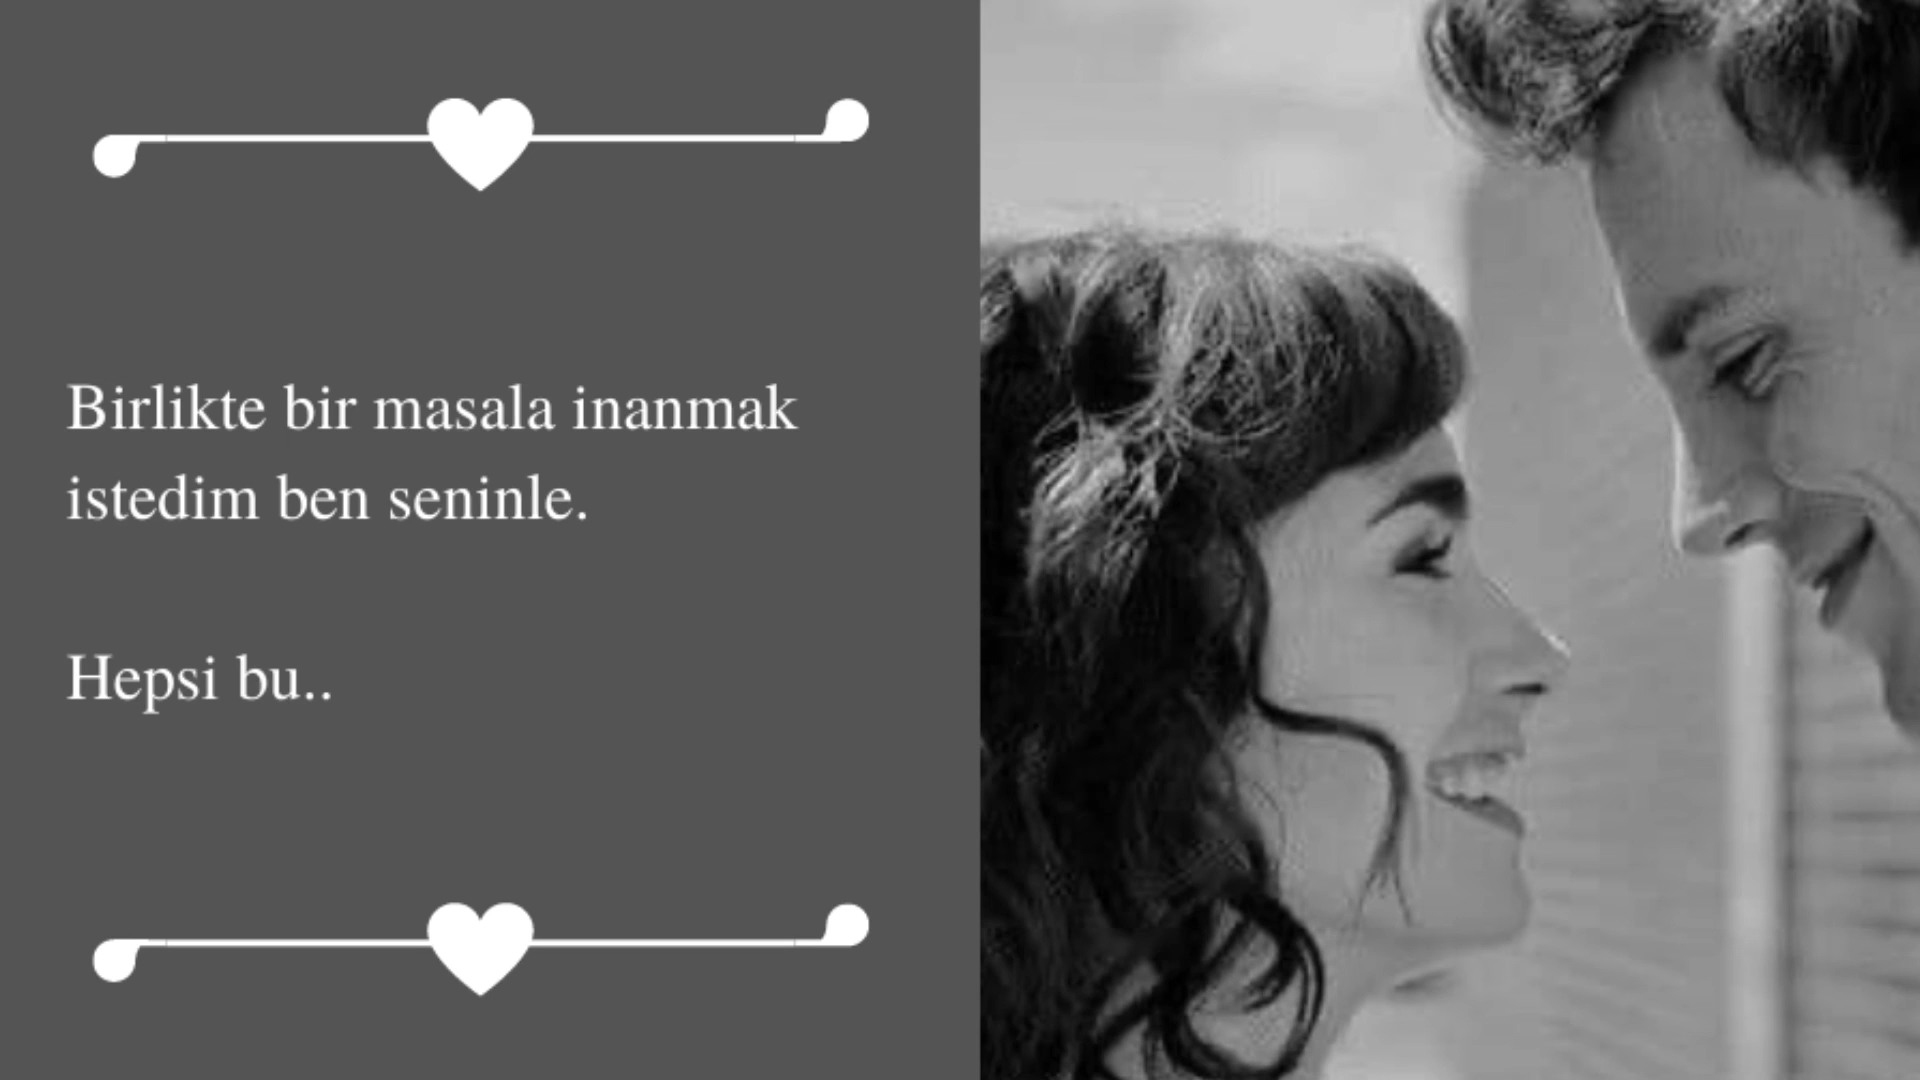 Birlikte bir masala inanmak
istedim ben seninle.
Hepsi bu..